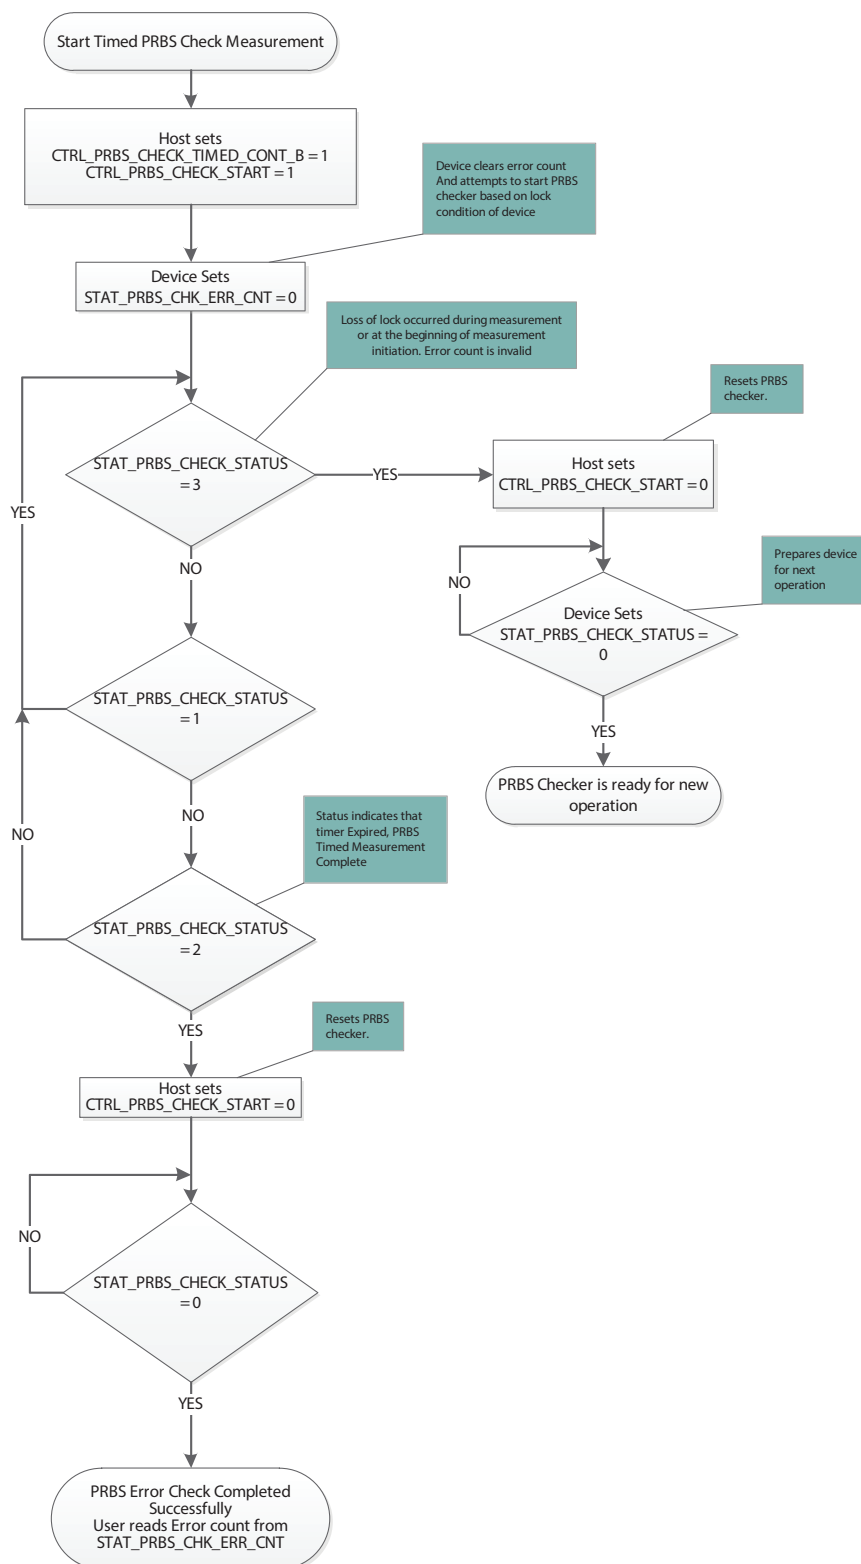 Start Timed PRBS Check Measurement
Host sets
CTRL_PRBS_CHECK_TIMED_CONT_B = 1
CTRL_PRBS_CHECK_START = 1
Device clears error count
And attempts to start PRBS
checker based on lock
condition of device
Device Sets
STAT_PRBS_CHK_ERR_CNT = 0
Loss of lock occurred during measurement
or at the beginning of measurement
initiation. Error count is invalid
Resets PRBS
checker.
STAT_PRBS_CHECK_STATUS
= 3
YES
Host sets
CTRL_PRBS_CHECK_START = 0
YES
NO
Prepares device
for next
operation
NO
Device Sets
STAT_PRBS_CHECK_STATUS =
0
STAT_PRBS_CHECK_STATUS
= 1
YES
PRBS Checker is ready for new
operation
NO
Status indicates that
timer Expired, PRBS
Timed Measurement
Complete
NO
STAT_PRBS_CHECK_STATUS
= 2
YES
Resets PRBS
checker.
Host sets
CTRL_PRBS_CHECK_START = 0
NO
STAT_PRBS_CHECK_STATUS
= 0
YES
PRBS Error Check Completed
Successfully
User reads Error count from
STAT_PRBS_CHK_ERR_CNT